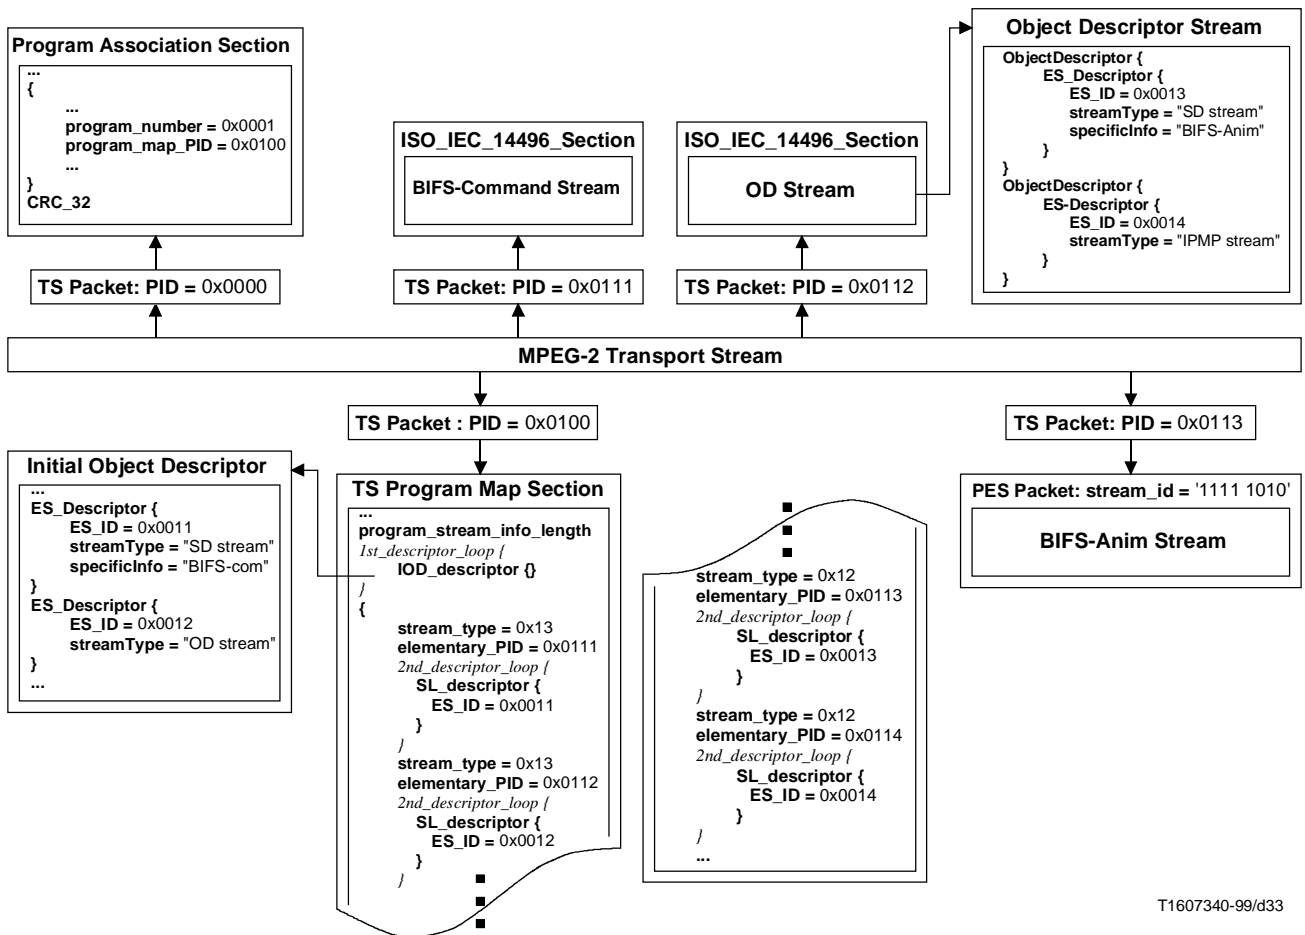 Program Association Section
...
{
...
program_number = 0x0001
program_map_PID = 0x0100
...
}
CRC_32
TS Packet: PID = 0x0000
ISO_IEC_14496_Section
BIFS-Command Stream
TS Packet: PID = 0x0111
ISO_IEC_14496_Section
OD Stream
TS Packet: PID = 0x0112
Object Descriptor Stream
ObjectDescriptor {
ES_Descriptor {
ES_ID = 0x0013
streamType = "SD stream"
specificInfo = "BIFS-Anim"
}
}
ObjectDescriptor {
ES-Descriptor {
ES_ID = 0x0014
streamType = "IPMP stream"
}
}
MPEG-2 Transport Stream
TS Packet : PID = 0x0100
TS Packet: PID = 0x0113
Initial Object Descriptor
...
ES_Descriptor {
ES_ID = 0x0011
streamType = "SD stream"
specificInfo = "BIFS-com"
}
ES_Descriptor {
ES_ID = 0x0012
streamType = "OD stream"
}
...
TS Program Map Section
...
program_stream_info_length
1st_descriptor_loop {
IOD_descriptor {}
}
{
stream_type = 0x13
elementary_PID = 0x0111
2nd_descriptor_loop {
SL_descriptor {
ES_ID = 0x0011
}
}
stream_type = 0x13
elementary_PID = 0x0112
2nd_descriptor_loop {
SL_descriptor {
ES_ID = 0x0012
}
}
stream_type = 0x12
elementary_PID = 0x0113
2nd_descriptor_loop {
SL_descriptor {
ES_ID = 0x0013
}
}
stream_type = 0x12
elementary_PID = 0x0114
2nd_descriptor_loop {
SL_descriptor {
ES_ID = 0x0014
}
}
...
PES Packet: stream_id = '1111 1010'
BIFS-Anim Stream
T1607340-99/d33